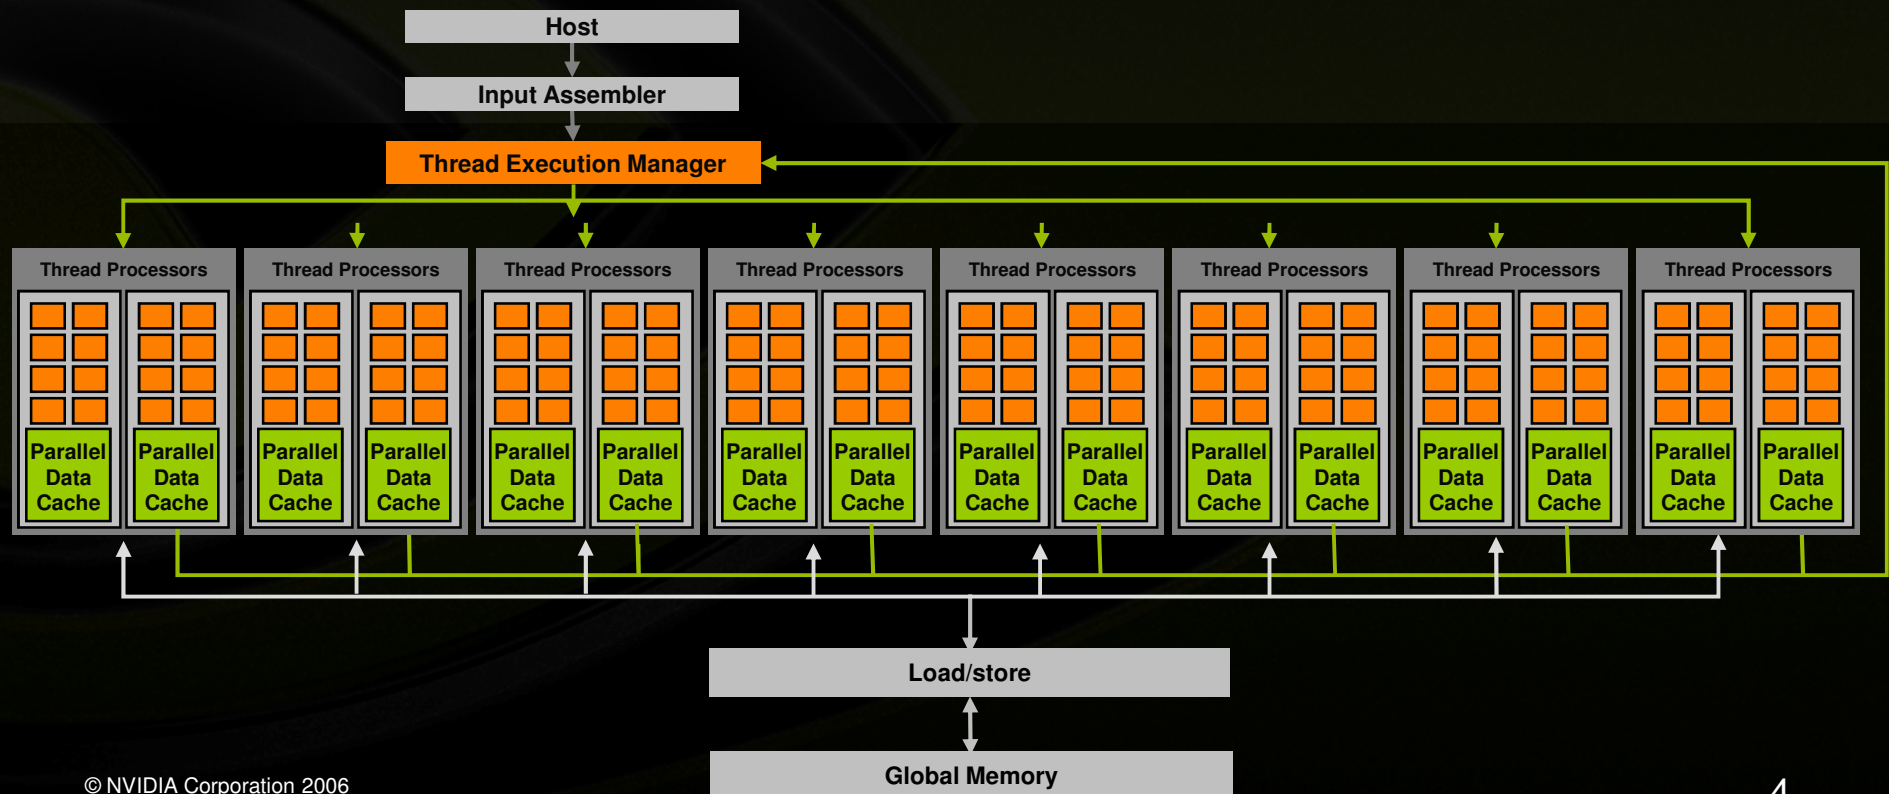 Host
Input Assembler
Thread Execution Manager
Thread Processors Thread Processors Thread Processors Thread Processors Thread Processors Thread Processors Thread Processors Thread Processors
Parallel Parallel Parallel Parallel Parallel Parallel Parallel Parallel Parallel Parallel Parallel Parallel Parallel Parallel Parallel Parallel
Data Data Data Data Data Data Data Data Data Data Data Data Data Data Data Data
Cache Cache Cache Cache Cache Cache Cache Cache Cache Cache Cache Cache Cache Cache Cache Cache
Load/store
Global Memory
© NVIDIA Corporation 2006
4